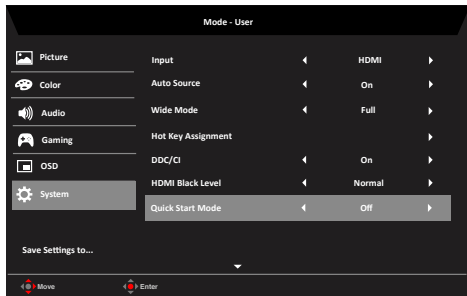 Mode - User
Picture
Color
Audio
Gaming
OSD
System
Input HDMI
Auto Source On
Wide Mode Full
Hot Key Assignment
DDC/CI On
HDMI Black Level Normal
Quick Start Mode Off
Save Settings to...
Move Enter